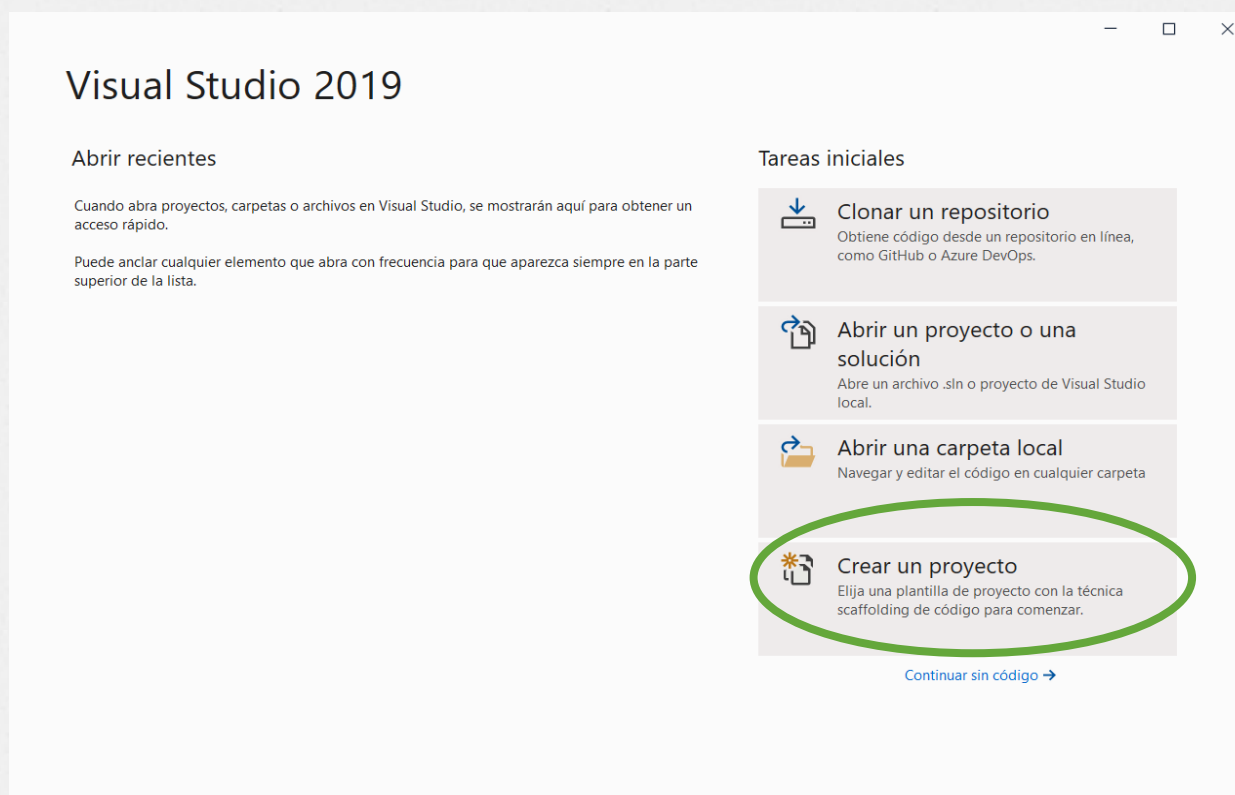 Visual Studio 2019
Abrir recientes
Cuando abra proyectos, carpetas o archivos en Visual Studio, se mostrarán aquí para obtener un
acceso rápido.
Puede anclar cualquier elemento que abra con frecuencia para que aparezca siempre en la parte
superior de la lista.
Tareas iniciales
Clonar un repositorio
Obtiene código desde un repositorio en línea,
como GitHub o Azure DevOps.
Abrir un proyecto o una
solución
Abre un archivo .sln o proyecto de Visual Studio
local.
Abrir una carpeta local
Navegar y editar el código en cualquier carpeta
Crear un proyecto
Elija una plantilla de proyecto con la técnica
scaffolding de código para comenzar.
Continuar sin código →